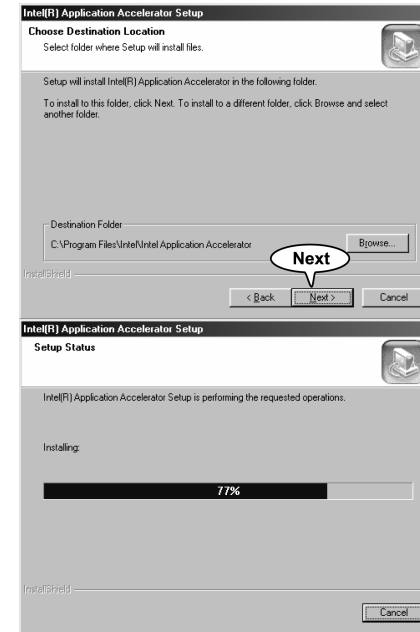 Intel(R) Application Accelerator Setup
Choose Destination Location
Select folder where Setup will install files.
Setup will install Intel(R) Application Accelerator in the following folder.
To install to this folder, click Next. To install to a different folder, click Browse and select
another folder.
Destination Folder
C:\Program Files\Intel\Intel Application Accelerator
Browse...
Next
InstallShield
< Back
Next >
Cancel
Intel(R) Application Accelerator Setup
Setup Status
Intel(R) Application Accelerator Setup is performing the requested operations.
Installing:
77%
InstallShield
Cancel